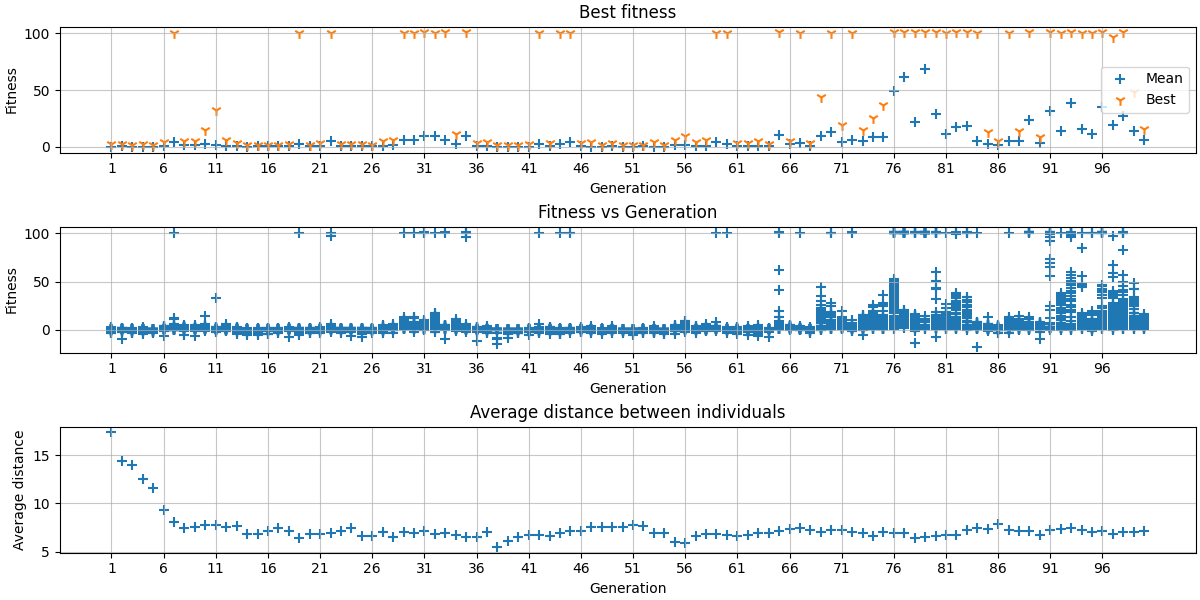 Best fitness
100
50
0
Fitness
Mean
Best
1 6 11 16 21 26 31 36 41 46 51 56 61 66 71 76 81 86 91 96
Generation
Fitness vs Generation
100
50
0
Fitness
1 6 11 16 21 26 31 36 41 46 51 56 61 66 71 76 81 86 91 96
Generation
Average distance between individuals
15
10
5
Average distance
1 6 11 16 21 26 31 36 41 46 51 56 61 66 71 76 81 86 91 96
Generation